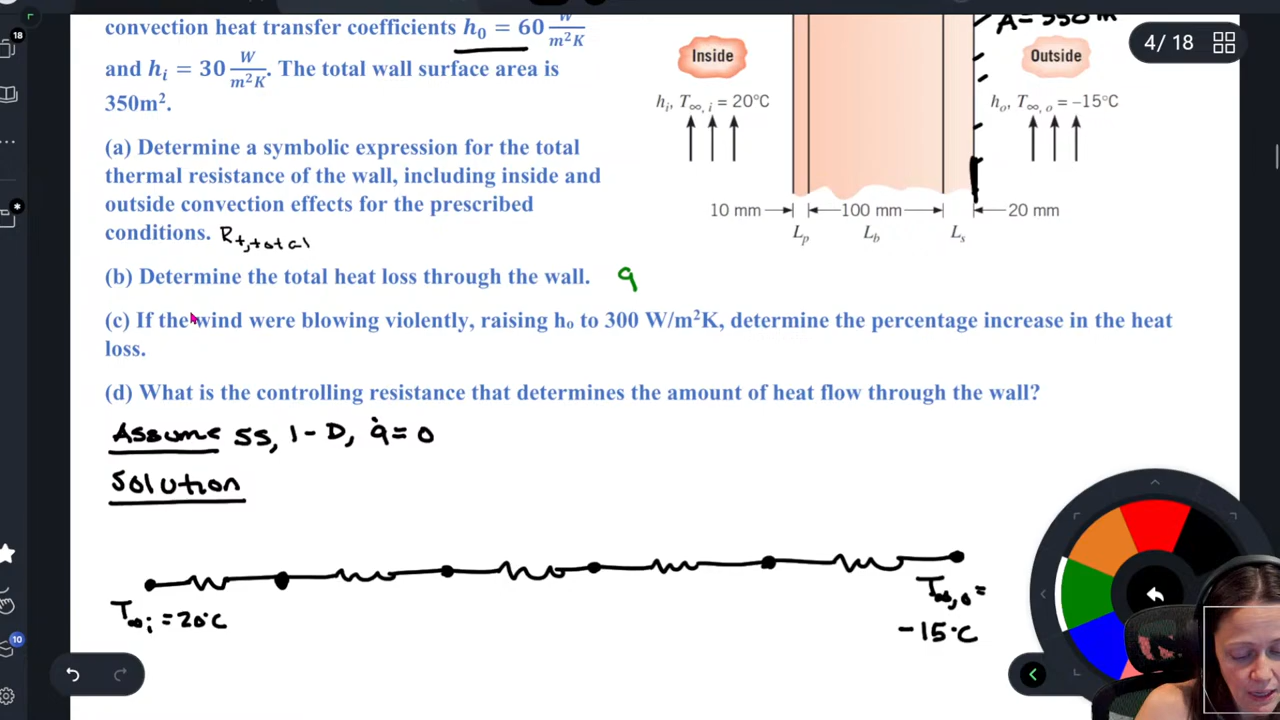 convection heat transfer coefficients h₀ = 60 W/m²K
and hᵢ = 30 W/m²K. The total wall surface area is
350m².
(a) Determine a symbolic expression for the total
thermal resistance of the wall, including inside and
outside convection effects for the prescribed
conditions. Rt,total
(b) Determine the total heat loss through the wall. q
(c) If the wind were blowing violently, raising hₒ to 300 W/m²K, determine the percentage increase in the heat
loss.
(d) What is the controlling resistance that determines the amount of heat flow through the wall?
Assume SS, 1-D, q̇ = 0
Solution
T∞i = 20°C
T∞,o =
-15°C
Inside
hᵢ, T∞, i = 20°C
Outside
hₒ, T∞, o = –15°C
10 mm
100 mm
20 mm
Lp
Lb
Ls
4 / 18
18
10